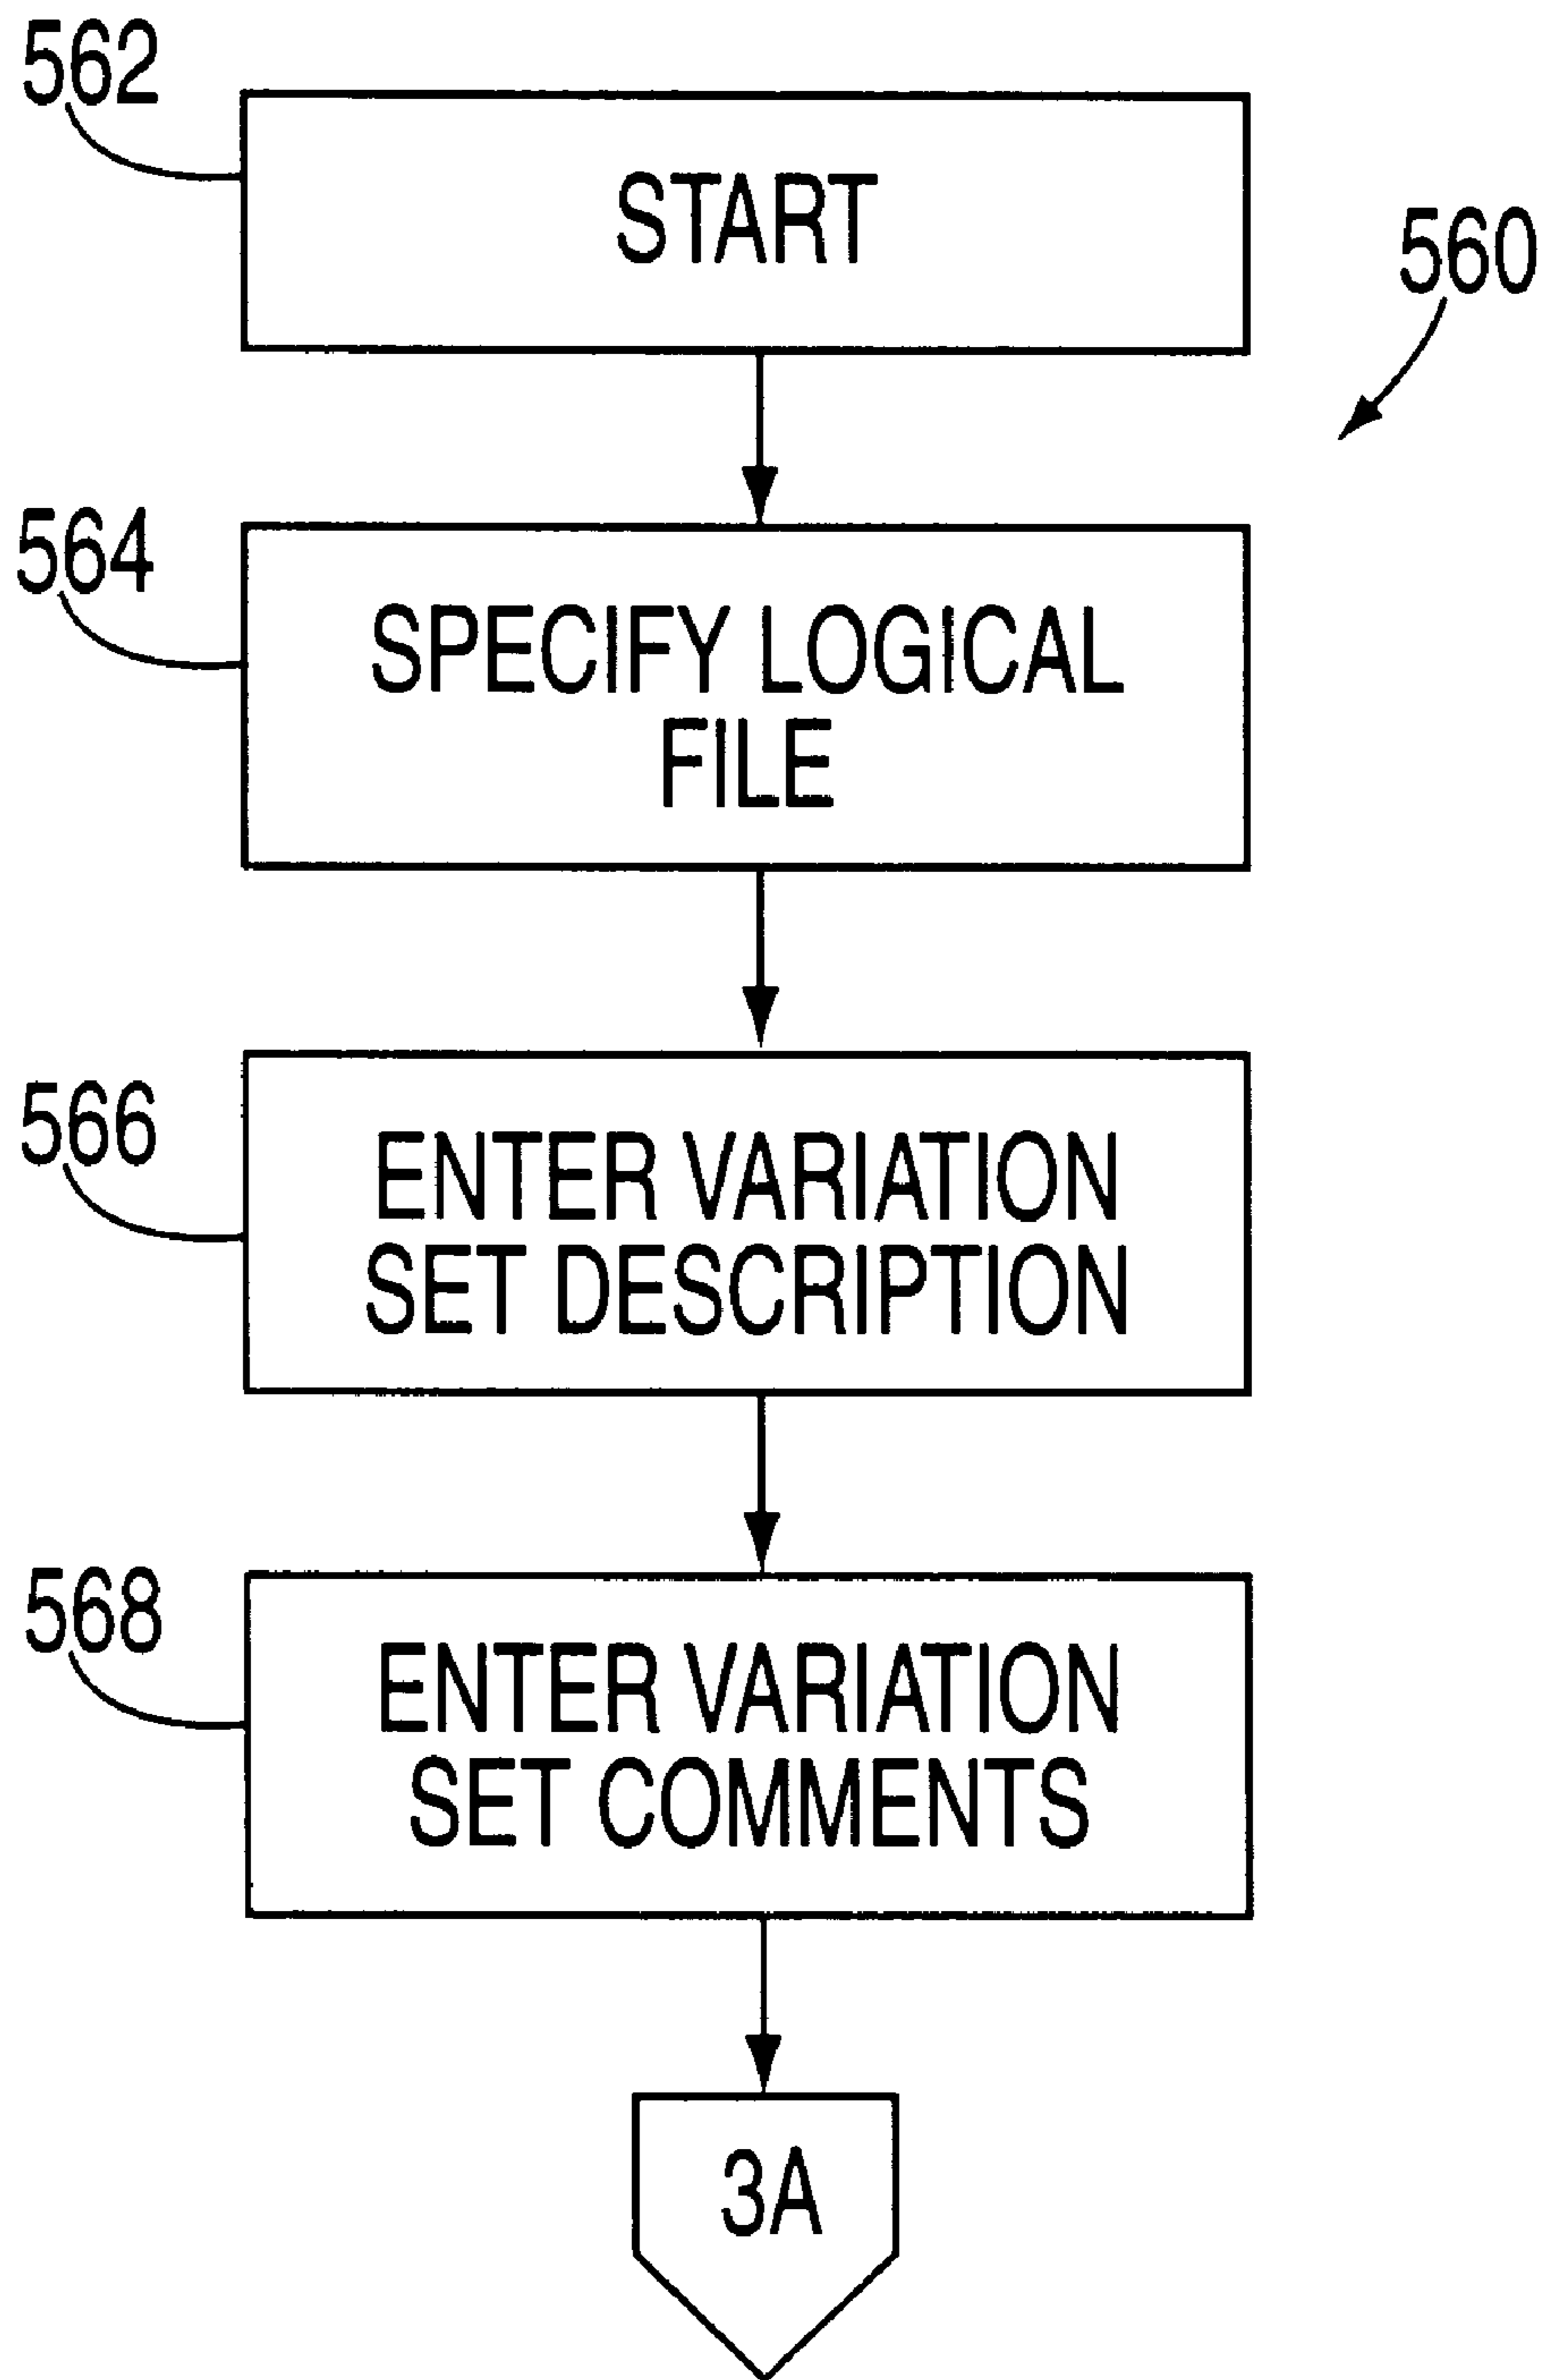 562
START
560
564
SPECIFY LOGICAL
FILE
566
ENTER VARIATION
SET DESCRIPTION
568
ENTER VARIATION
SET COMMENTS
3A